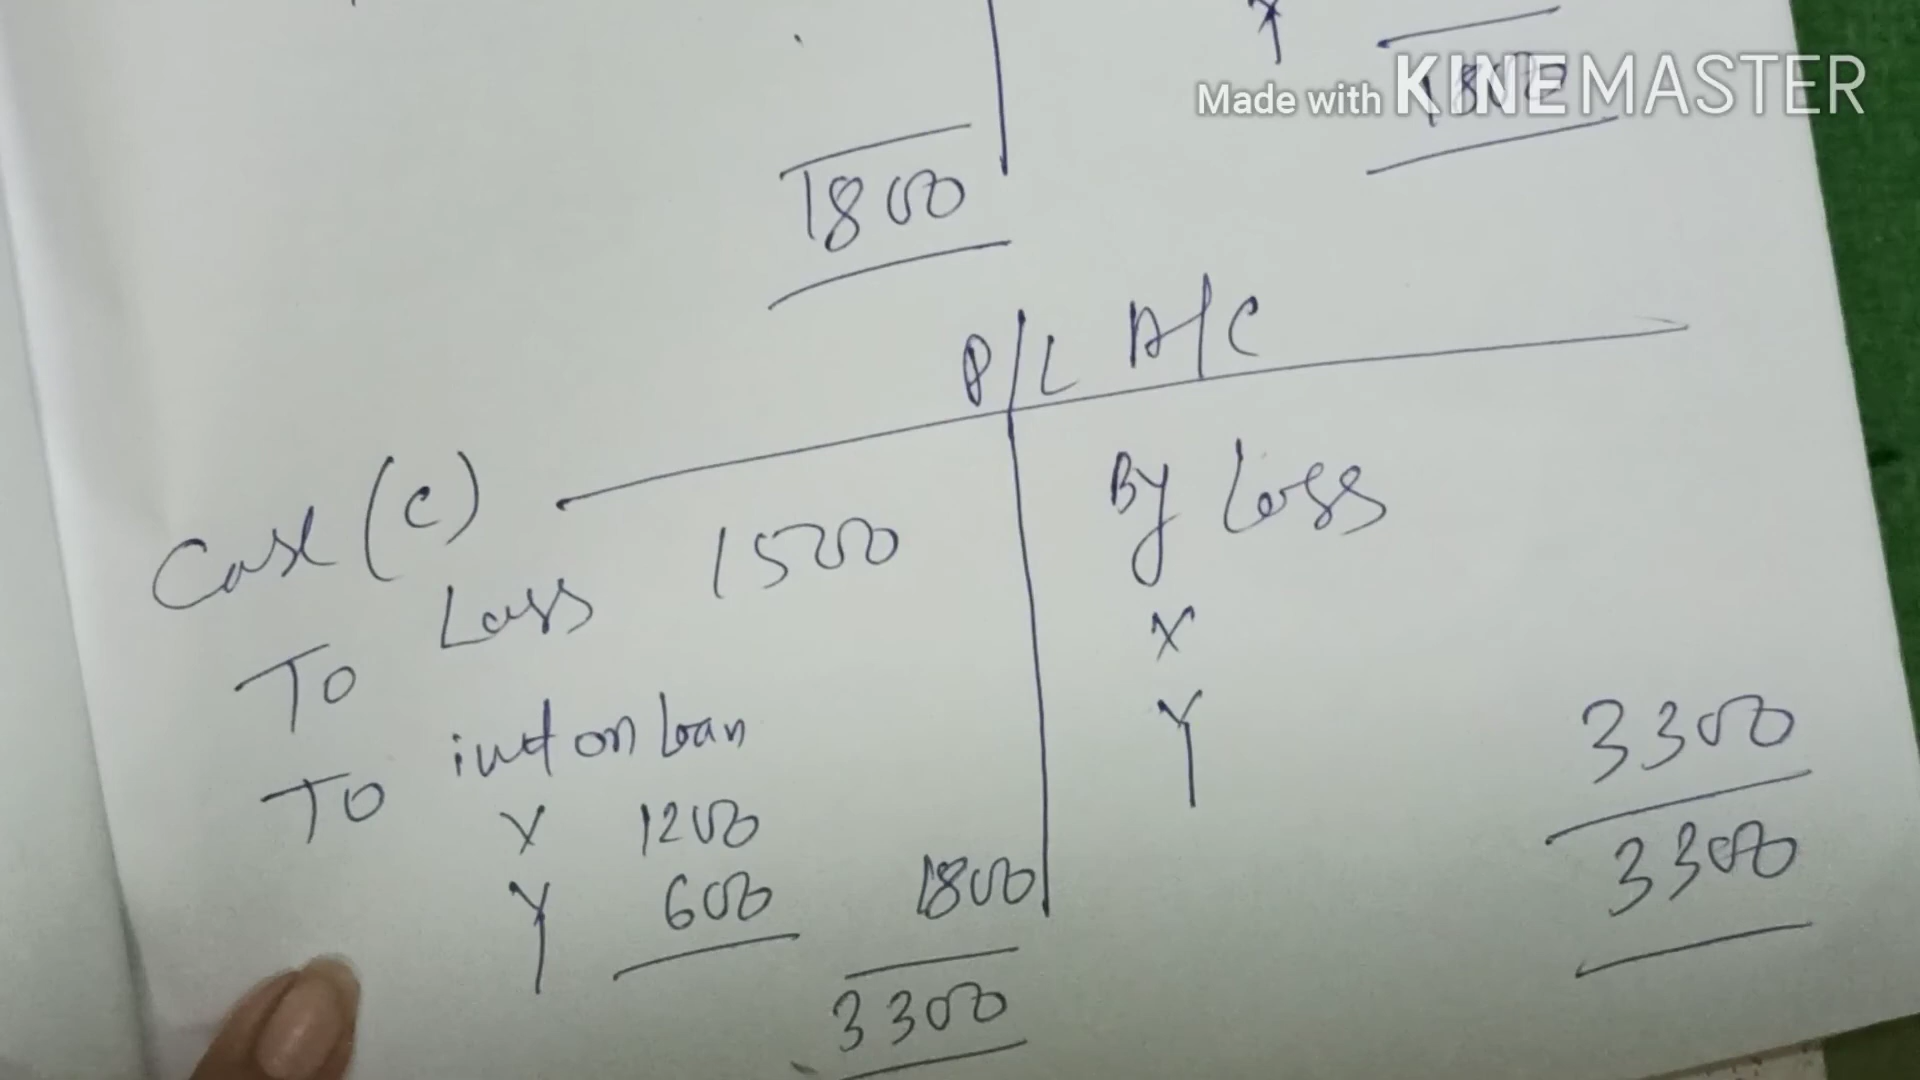 Y
1800
Made with KINEMASTER
1800
P/L A/C
Case (C)
To Loss 1500
By Loss
X
To int on loan
Y
3300
X 1200
Y 600 1800
3300
3300